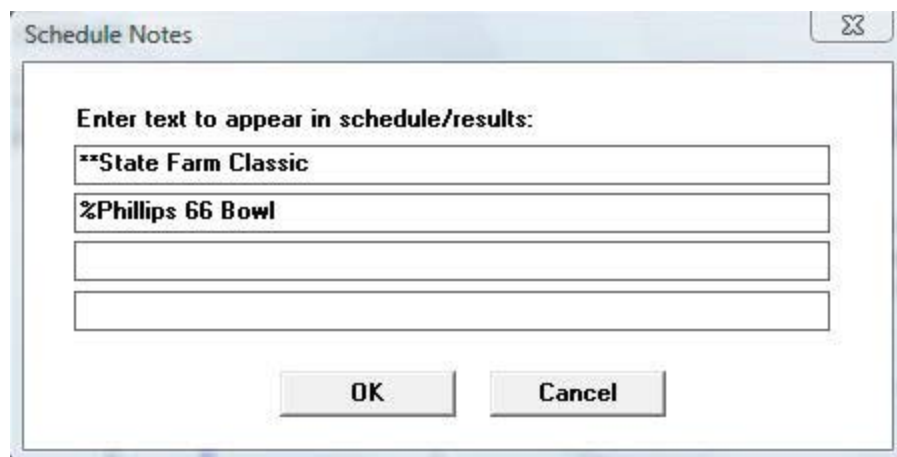 Schedule Notes
Enter text to appear in schedule/results:
**State Farm Classic
%Phillips 66 Bowl
OK Cancel